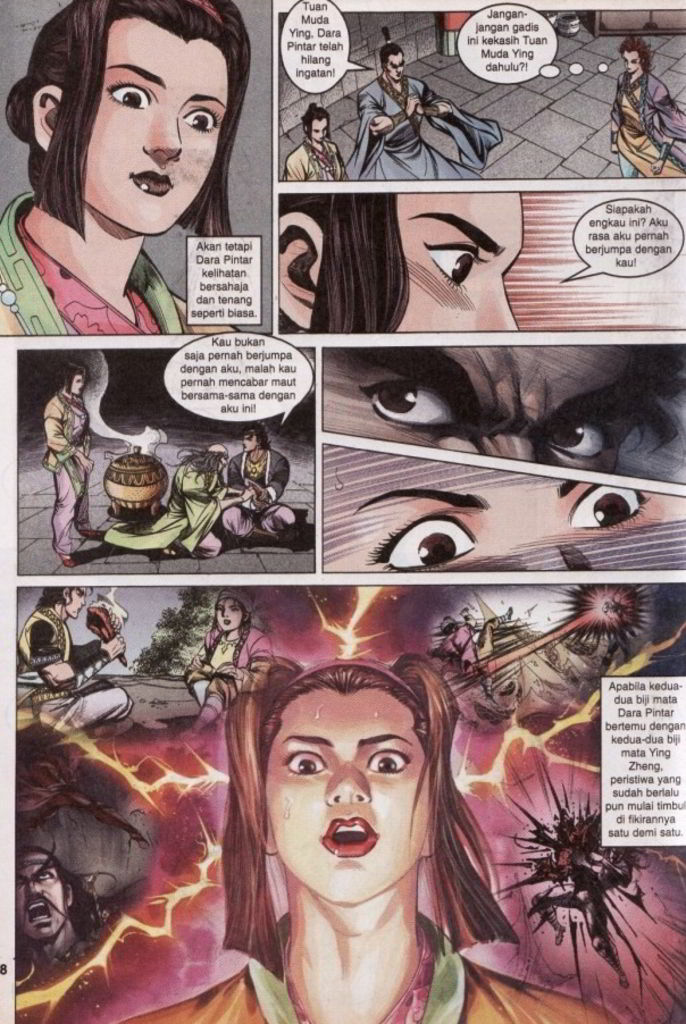 Tuan
Muda
Ying, Dara
Pintar telah
hilang
ingatan!
Jangan-
jangan gadis
ini kekasih Tuan
Muda Ying
dahulu?!
Akan tetapi
Dara Pintar
kelihatan
bersahaja
dan tenang
seperti biasa.
Siapakah
engkau ini? Aku
rasa aku pernah
berjumpa dengan
kau!
Kau bukan
saja pernah berjumpa
dengan aku, malah kau
pernah mencabar maut
bersama-sama dengan
aku ini!
Apabila kedua-
dua biji mata
Dara Pintar
bertemu dengan
kedua-dua biji
mata Ying
Zheng,
peristiwa yang
sudah berlalu
pun mulai timbul
di fikirannya
satu demi satu.
8